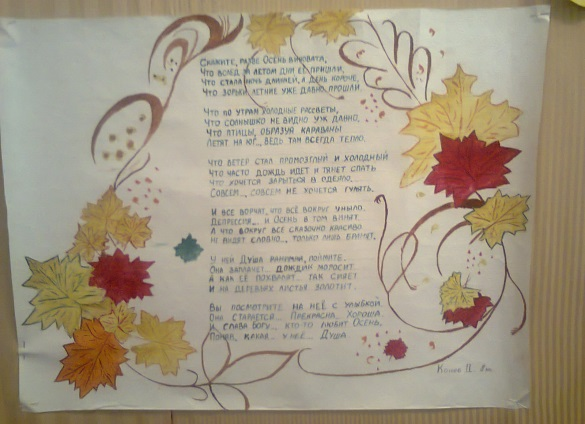 Скажите, разве Осень виновата,
Что вслед за летом дни её пришли,
Что стала ночь длинней, а день короче,
Что зорьки летние уже давно прошли.
Что по утрам холодные рассветы,
Что солнышко не видно уж давно,
Что птицы, образуя караваны
Летят на юг... ведь там всегда тепло.
Что ветер стал промозглый и холодный
Что часто дождь идёт и тянет спать
Что хочется зарыться в одеяло...
Совсем... совсем не хочется гулять.
И все ворчат, что всё вокруг уныло.
Депрессия... и Осень в том винят.
А что вокруг всё сказочно красиво
Не видят словно... только лишь бранят.
У ней Душа ранимая, поймите.
Она заплачет... дождик моросит.
А как её похвалят... так сияет
И на деревьях листья золотит.
Вы посмотрите на неё с улыбкой.
Она старается... Прекрасна, хороша
И слава Богу... кто-то любит Осень.
Поняв, какая... у неё... Душа